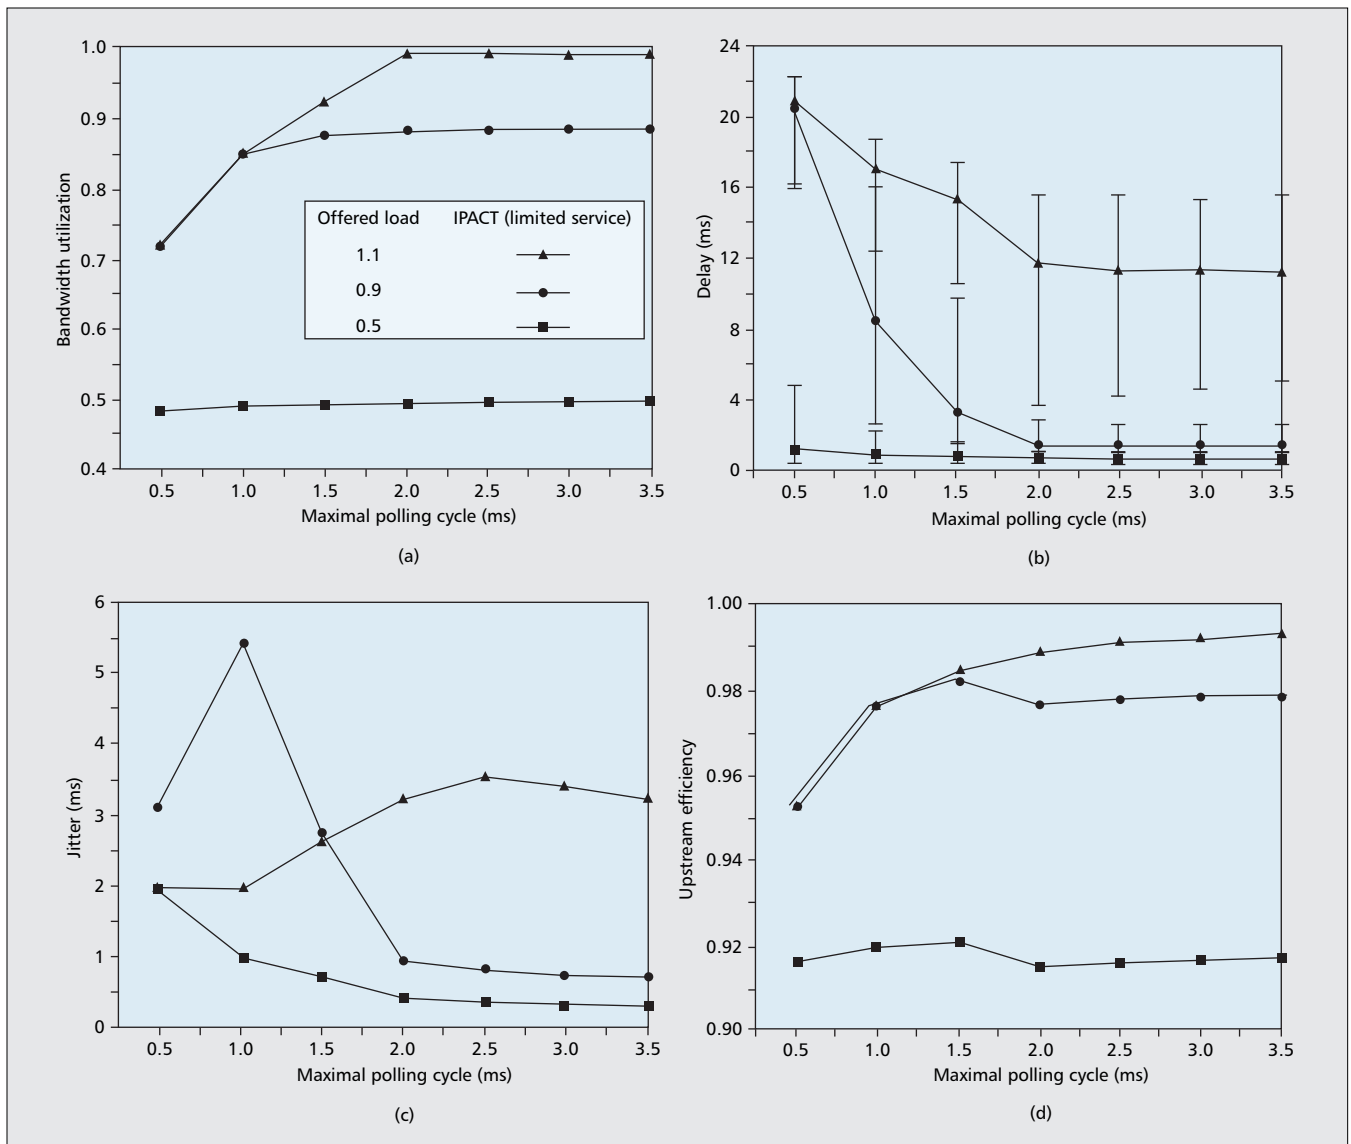 1.0
0.9
0.8
0.7
0.6
0.5
0.4
Bandwidth utilization
Offered load IPACT (limited service)
1.1
0.9
0.5
0.5 1.0 1.5 2.0 2.5 3.0 3.5
Maximal polling cycle (ms)
(a)
24
20
16
12
8
4
0
Delay (ms)
0.5 1.0 1.5 2.0 2.5 3.0 3.5
Maximal polling cycle (ms)
(b)
6
5
4
3
2
1
0
Jitter (ms)
0.5 1.0 1.5 2.0 2.5 3.0 3.5
Maximal polling cycle (ms)
(c)
1.00
0.98
0.96
0.94
0.92
0.90
Upstream efficiency
0.5 1.0 1.5 2.0 2.5 3.0 3.5
Maximal polling cycle (ms)
(d)